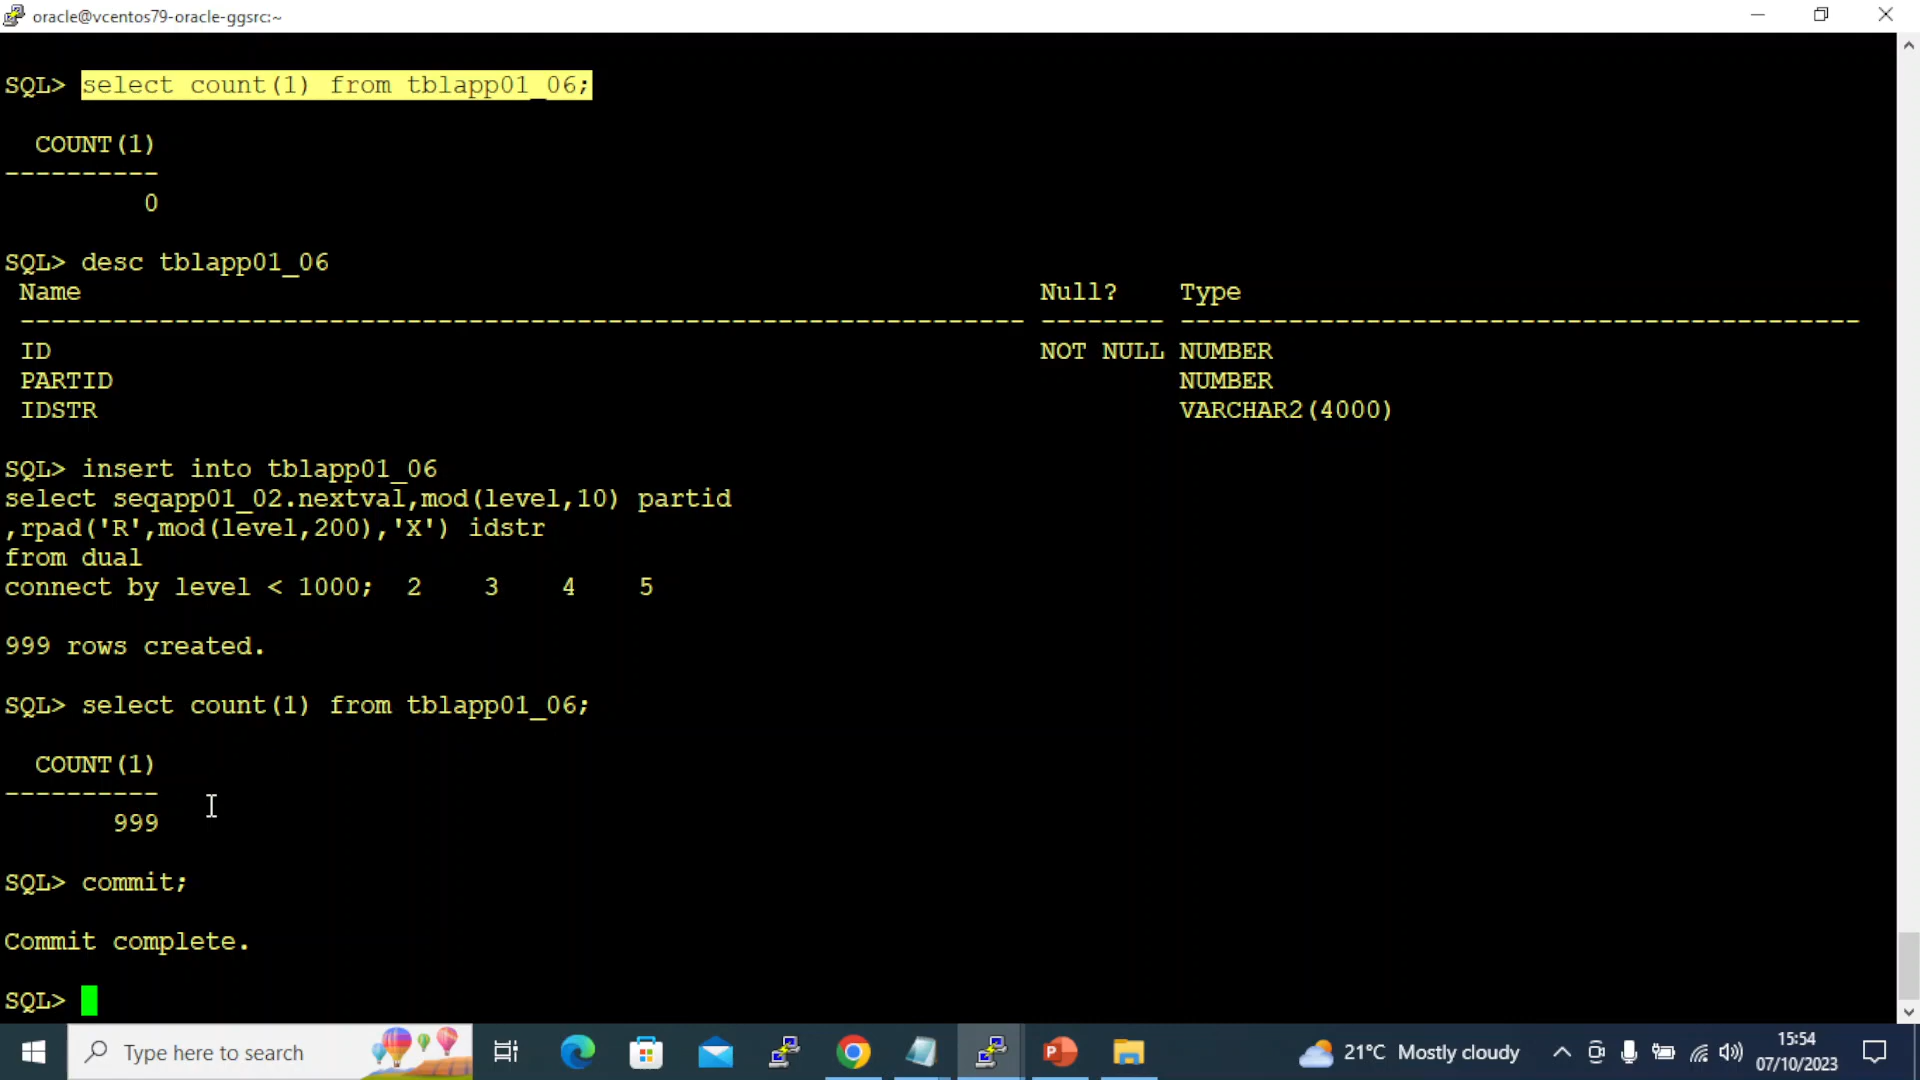 oracle@vcentos79-oracle-ggsrc:~
SQL> select count(1) from tblapp01_06;
COUNT(1)
----------
0
SQL> desc tblapp01_06
Name Null? Type
----------------------------------------------------------------- -------- --------------------------------------------
ID NOT NULL NUMBER
PARTID NUMBER
IDSTR VARCHAR2(4000)
SQL> insert into tblapp01_06
select seqapp01_02.nextval,mod(level,10) partid
,rpad('R',mod(level,200),'X') idstr
from dual
connect by level < 1000; 2 3 4 5
999 rows created.
SQL> select count(1) from tblapp01_06;
COUNT(1)
----------
999
SQL> commit;
Commit complete.
SQL>
Type here to search
21°C Mostly cloudy
15:54
07/10/2023